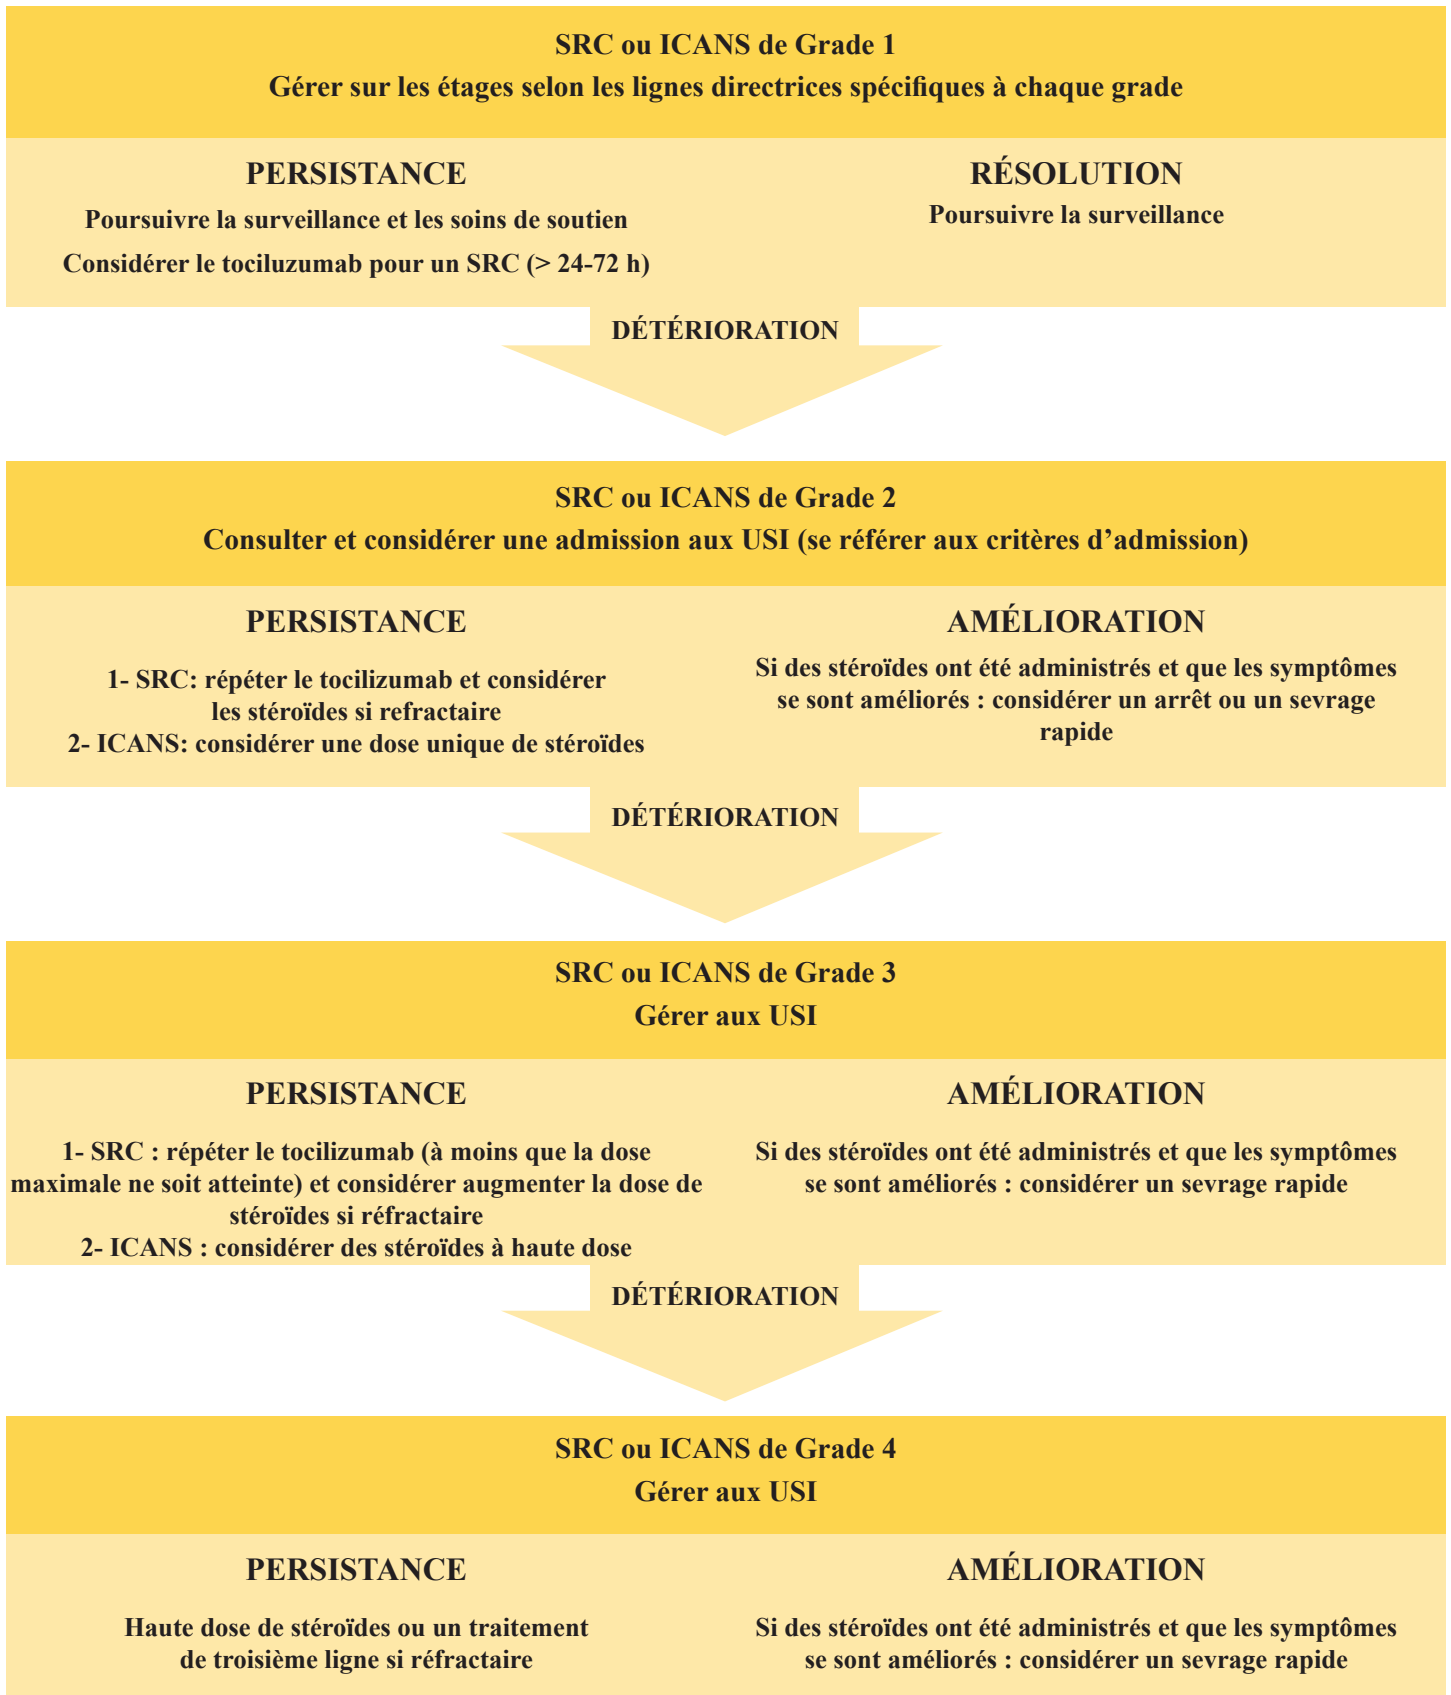 SRC ou ICANS de Grade 1
Gérer sur les étages selon les lignes directrices spécifiques à chaque grade
PERSISTANCE
Poursuivre la surveillance et les soins de soutien
Considérer le tociluzumab pour un SRC (> 24-72 h)
RÉSOLUTION
Poursuivre la surveillance
DÉTÉRIORATION
SRC ou ICANS de Grade 2
Consulter et considérer une admission aux USI (se référer aux critères d’admission)
PERSISTANCE
1- SRC: répéter le tocilizumab et considérer
les stéroïdes si refractaire
2- ICANS: considérer une dose unique de stéroïdes
AMÉLIORATION
Si des stéroïdes ont été administrés et que les symptômes
se sont améliorés : considérer un arrêt ou un sevrage
rapide
DÉTÉRIORATION
SRC ou ICANS de Grade 3
Gérer aux USI
PERSISTANCE
1- SRC : répéter le tocilizumab (à moins que la dose
maximale ne soit atteinte) et considérer augmenter la dose de
stéroïdes si réfractaire
2- ICANS : considérer des stéroïdes à haute dose
AMÉLIORATION
Si des stéroïdes ont été administrés et que les symptômes
se sont améliorés : considérer un sevrage rapide
DÉTÉRIORATION
SRC ou ICANS de Grade 4
Gérer aux USI
PERSISTANCE
Haute dose de stéroïdes ou un traitement
de troisième ligne si réfractaire
AMÉLIORATION
Si des stéroïdes ont été administrés et que les symptômes
se sont améliorés : considérer un sevrage rapide